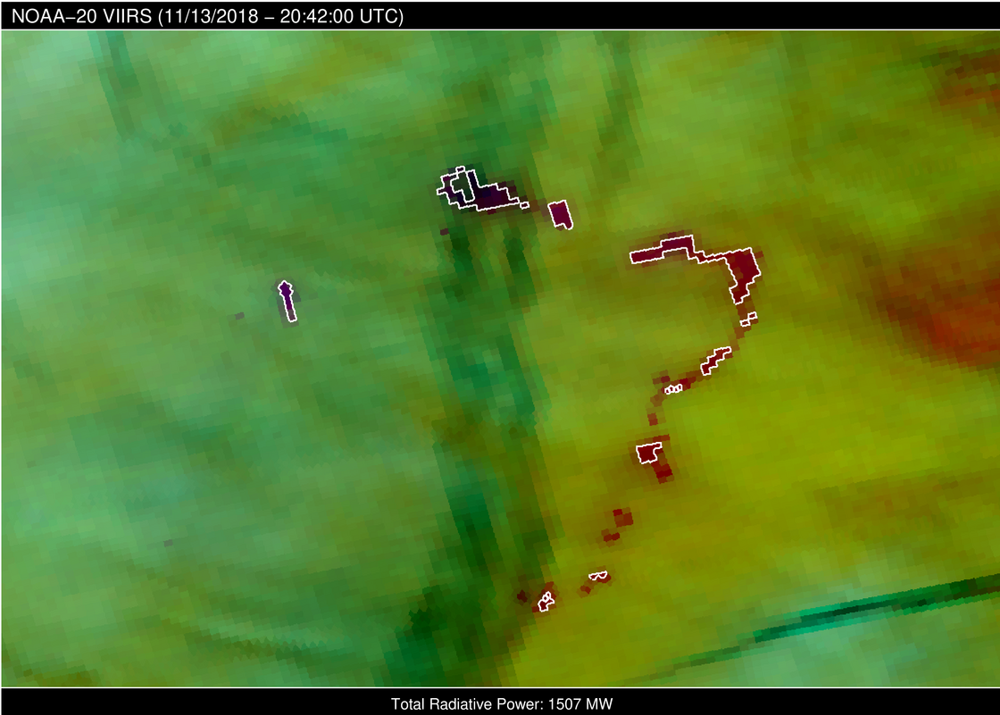 NOAA−20 VIIRS (11/13/2018 − 20:42:00 UTC)
Total Radiative Power: 1507 MW